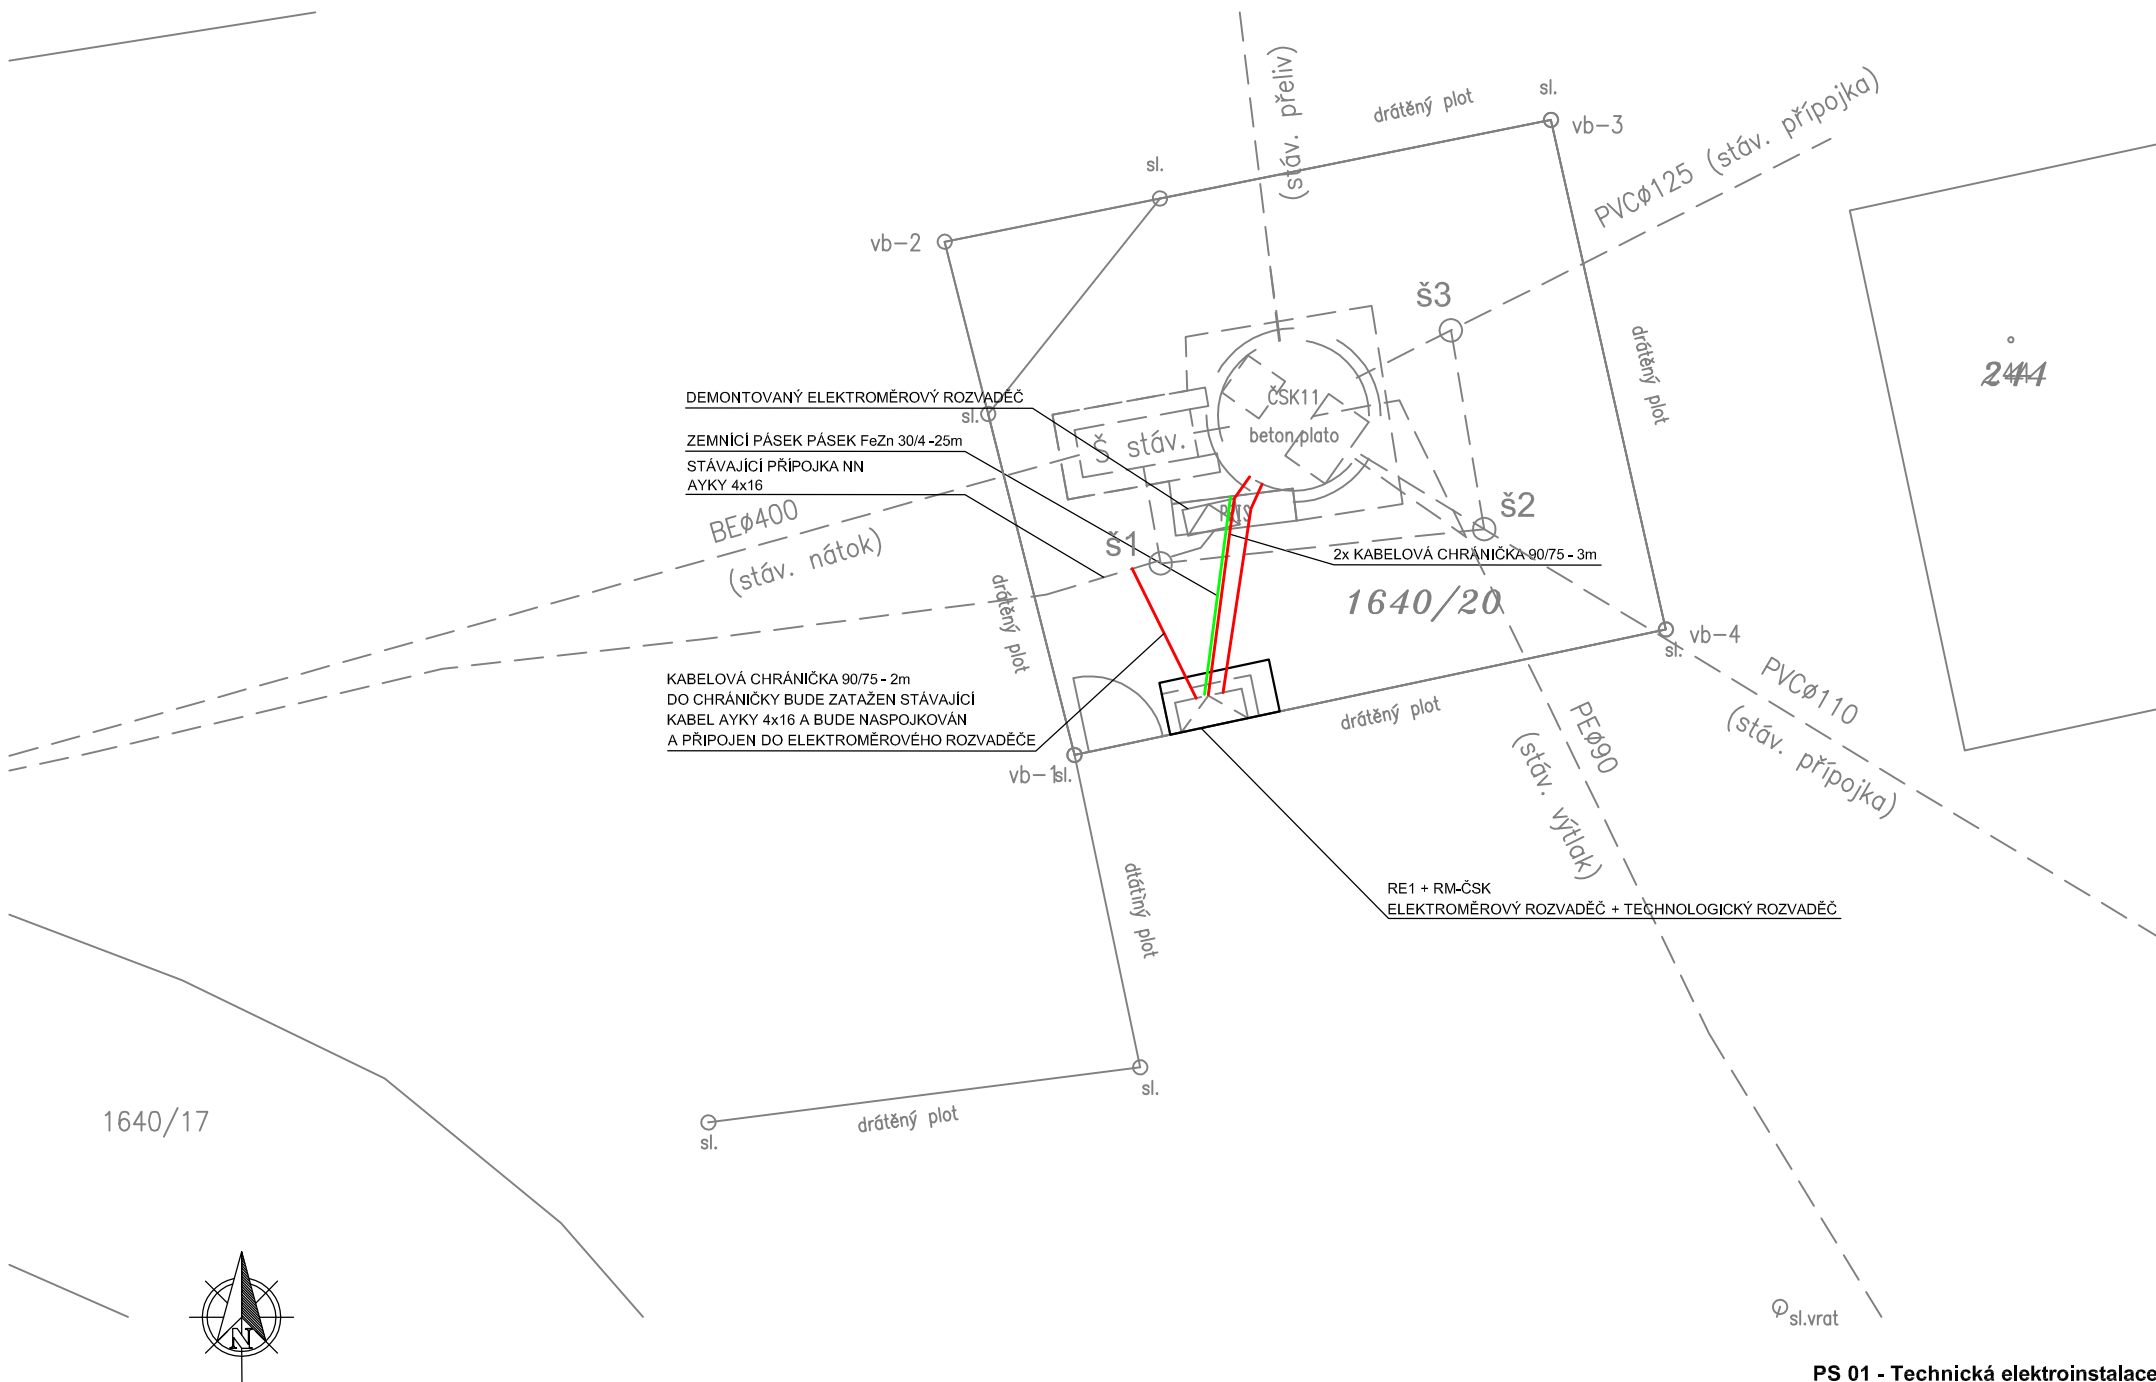 (stáv. přeliv)
drátěný plot
sl.
vb-3
PVCø125 (stáv. přípojka)
sl.
vb-2
š3
drátěný plot
DEMONTOVANÝ ELEKTROMĚROVÝ ROZVADĚČ
sl.
ČSK11
beton.plato
ZEMNÍCÍ PÁSEK PÁSEK FeZn 30/4 -25m
Š stáv.
STÁVAJÍCÍ PŘÍPOJKA NN
AYKY 4x16
BEø400
(stáv. nátok)
š1
š2
2x KABELOVÁ CHRÁNIČKA 90/75 - 3m
1640/20
drátěný plot
vb-4
sl.
KABELOVÁ CHRÁNIČKA 90/75 - 2m
DO CHRÁNIČKY BUDE ZATAŽEN STÁVAJÍCÍ
KABEL AYKY 4x16 A BUDE NASPOJKOVÁN
A PŘIPOJEN DO ELEKTROMĚROVÉHO ROZVADĚČE
drátěný plot
PVCø110
(stáv. přípojka)
PEø90
(stáv. výtlak)
vb-1
sl.
dtátìný plot
RE1 + RM-ČSK
ELEKTROMĚROVÝ ROZVADĚČ + TECHNOLOGICKÝ ROZVADĚČ
sl.
drátěný plot
sl.
1640/17
N
sl.vrat
PS 01 - Technická elektroinstalace